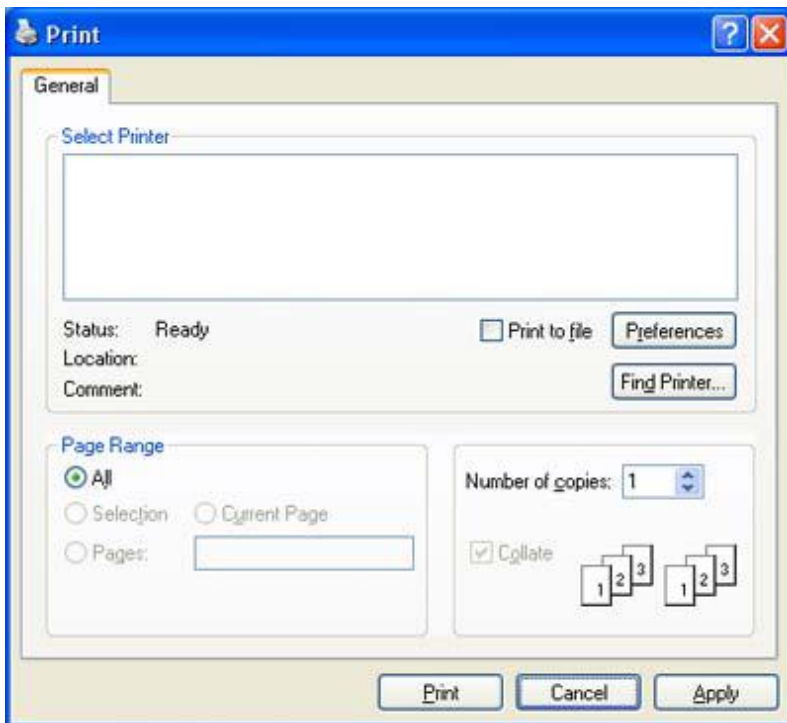 Print
General
Select Printer
Status: Ready
Print to file
Preferences
Location:
Comment:
Find Printer...
Page Range
All
Selection
Current Page
Pages:
Number of copies: 1
Collate
1 2 3 1 2 3
Print
Cancel
Apply